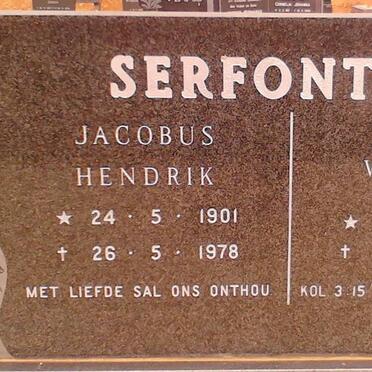 SERFONT
JACOBUS
HENDRIK
★ 24 · 5 · 1901
† 26 · 5 · 1978
MET LIEFDE SAL ONS ONTHOU
★
†
KOL 3:15